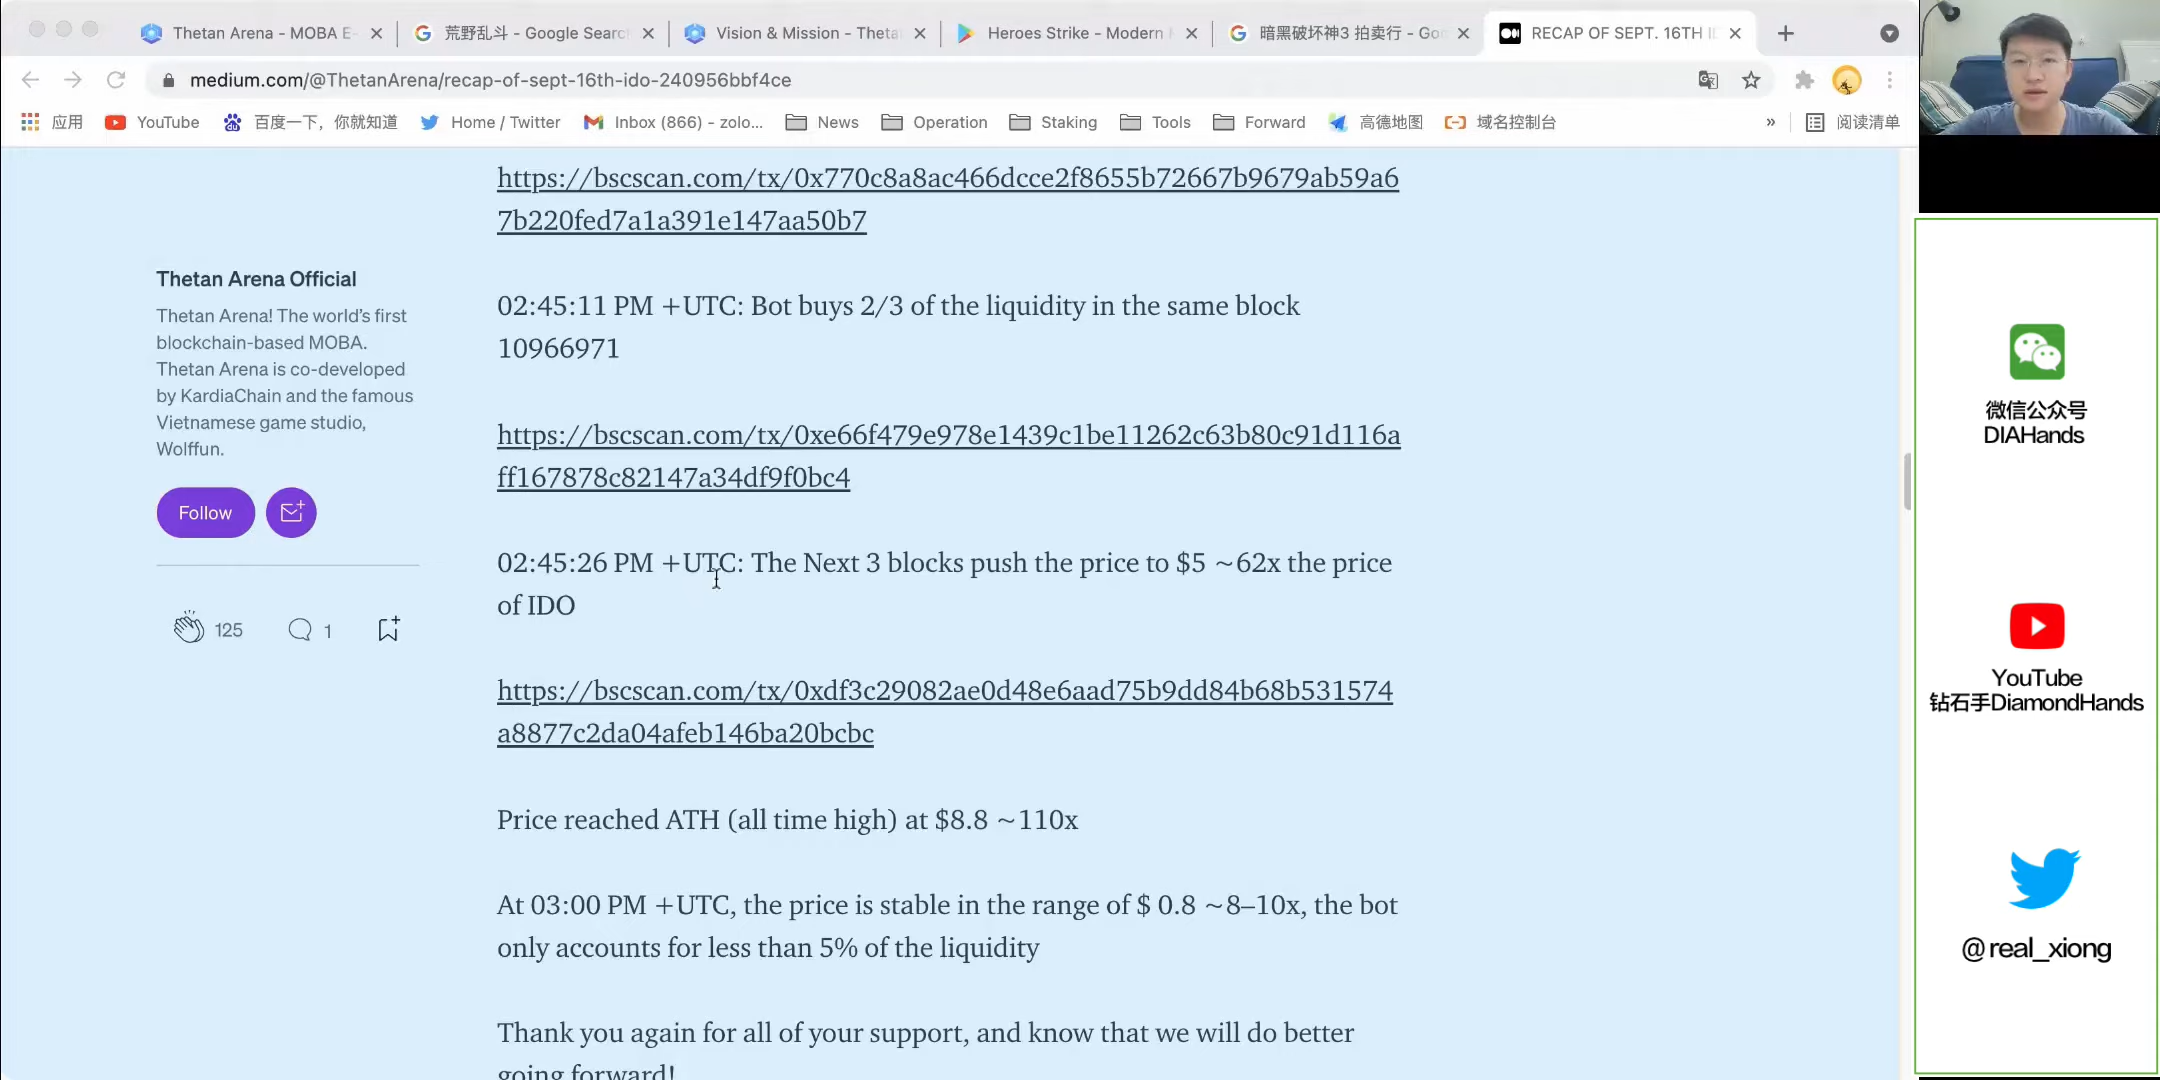 Thetan Arena - MOBA E-
荒野乱斗 - Google Searc
Vision & Mission - Theta
Heroes Strike - Modern
暗黑破坏神3 拍卖行 - Goo
RECAP OF SEPT. 16TH I
medium.com/@ThetanArena/recap-of-sept-16th-ido-240956bbf4ce
应用
YouTube
百度一下，你就知道
Home / Twitter
Inbox (866) - zolo...
News
Operation
Staking
Tools
Forward
高德地图
域名控制台
»
阅读清单
https://bscscan.com/tx/0x770c8a8ac466dcce2f8655b72667b9679ab59a6
7b220fed7a1a391e147aa50b7
Thetan Arena Official
Thetan Arena! The world's first
blockchain-based MOBA.
Thetan Arena is co-developed
by KardiaChain and the famous
Vietnamese game studio,
Wolffun.
Follow
125
1
02:45:11 PM +UTC: Bot buys 2/3 of the liquidity in the same block
10966971
https://bscscan.com/tx/0xe66f479e978e1439c1be11262c63b80c91d116a
ff167878c82147a34df9f0bc4
02:45:26 PM +UTC: The Next 3 blocks push the price to $5 ~62x the price
of IDO
https://bscscan.com/tx/0xdf3c29082ae0d48e6aad75b9dd84b68b531574
a8877c2da04afeb146ba20bcbc
Price reached ATH (all time high) at $8.8 ~110x
At 03:00 PM +UTC, the price is stable in the range of $ 0.8 ~8–10x, the bot
only accounts for less than 5% of the liquidity
Thank you again for all of your support, and know that we will do better
going forward!
微信公众号
DIAHands
YouTube
钻石手DiamondHands
@real_xiong